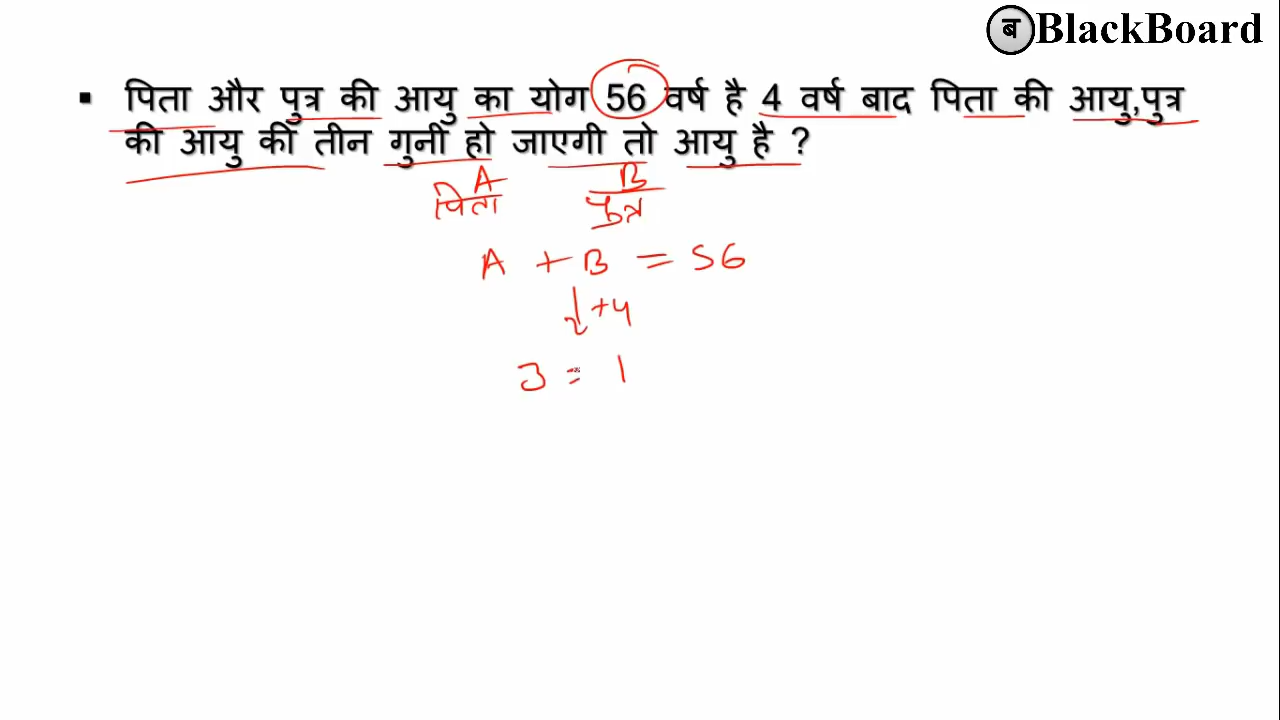 ब BlackBoard
▪ पिता और पुत्र की आयु का योग 56 वर्ष है 4 वर्ष बाद पिता की आयु,पुत्र
की आयु की तीन गुनी हो जाएगी तो आयु है ?
A B
पिता पुत्र
A + B = 56
↓ +4
3 = 1